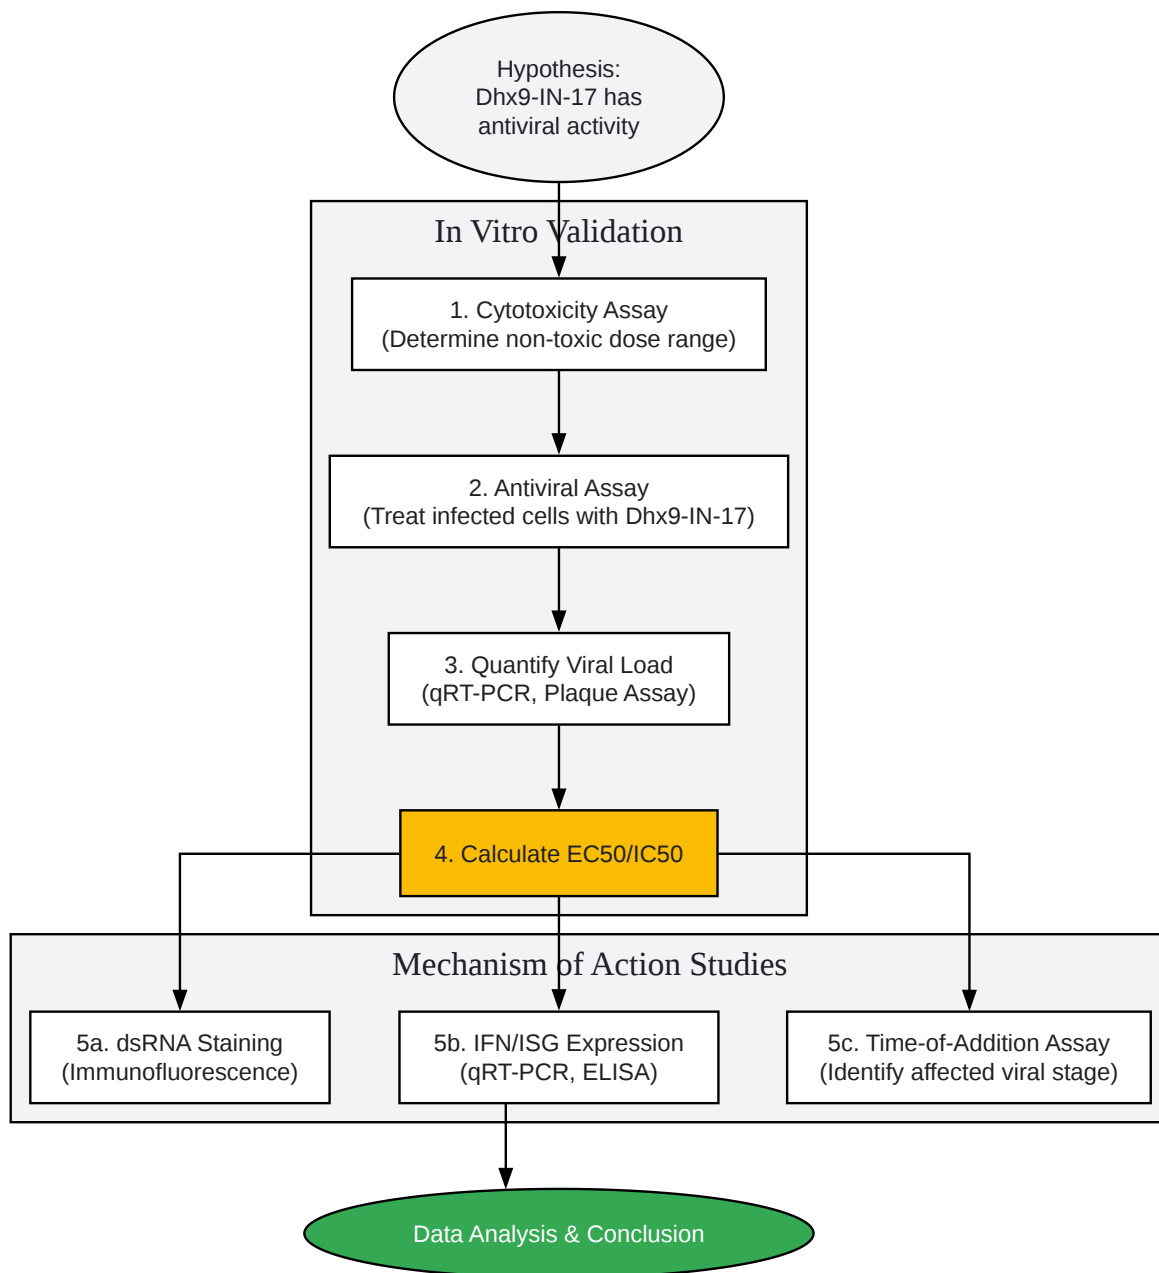 Hypothesis:
Dhx9-IN-17 has
antiviral activity
In Vitro Validation
1. Cytotoxicity Assay
(Determine non-toxic dose range)
2. Antiviral Assay
(Treat infected cells with Dhx9-IN-17)
3. Quantify Viral Load
(qRT-PCR, Plaque Assay)
4. Calculate EC50/IC50
Mechanism of Action Studies
5a. dsRNA Staining
(Immunofluorescence)
5b. IFN/ISG Expression
(qRT-PCR, ELISA)
5c. Time-of-Addition Assay
(Identify affected viral stage)
Data Analysis & Conclusion